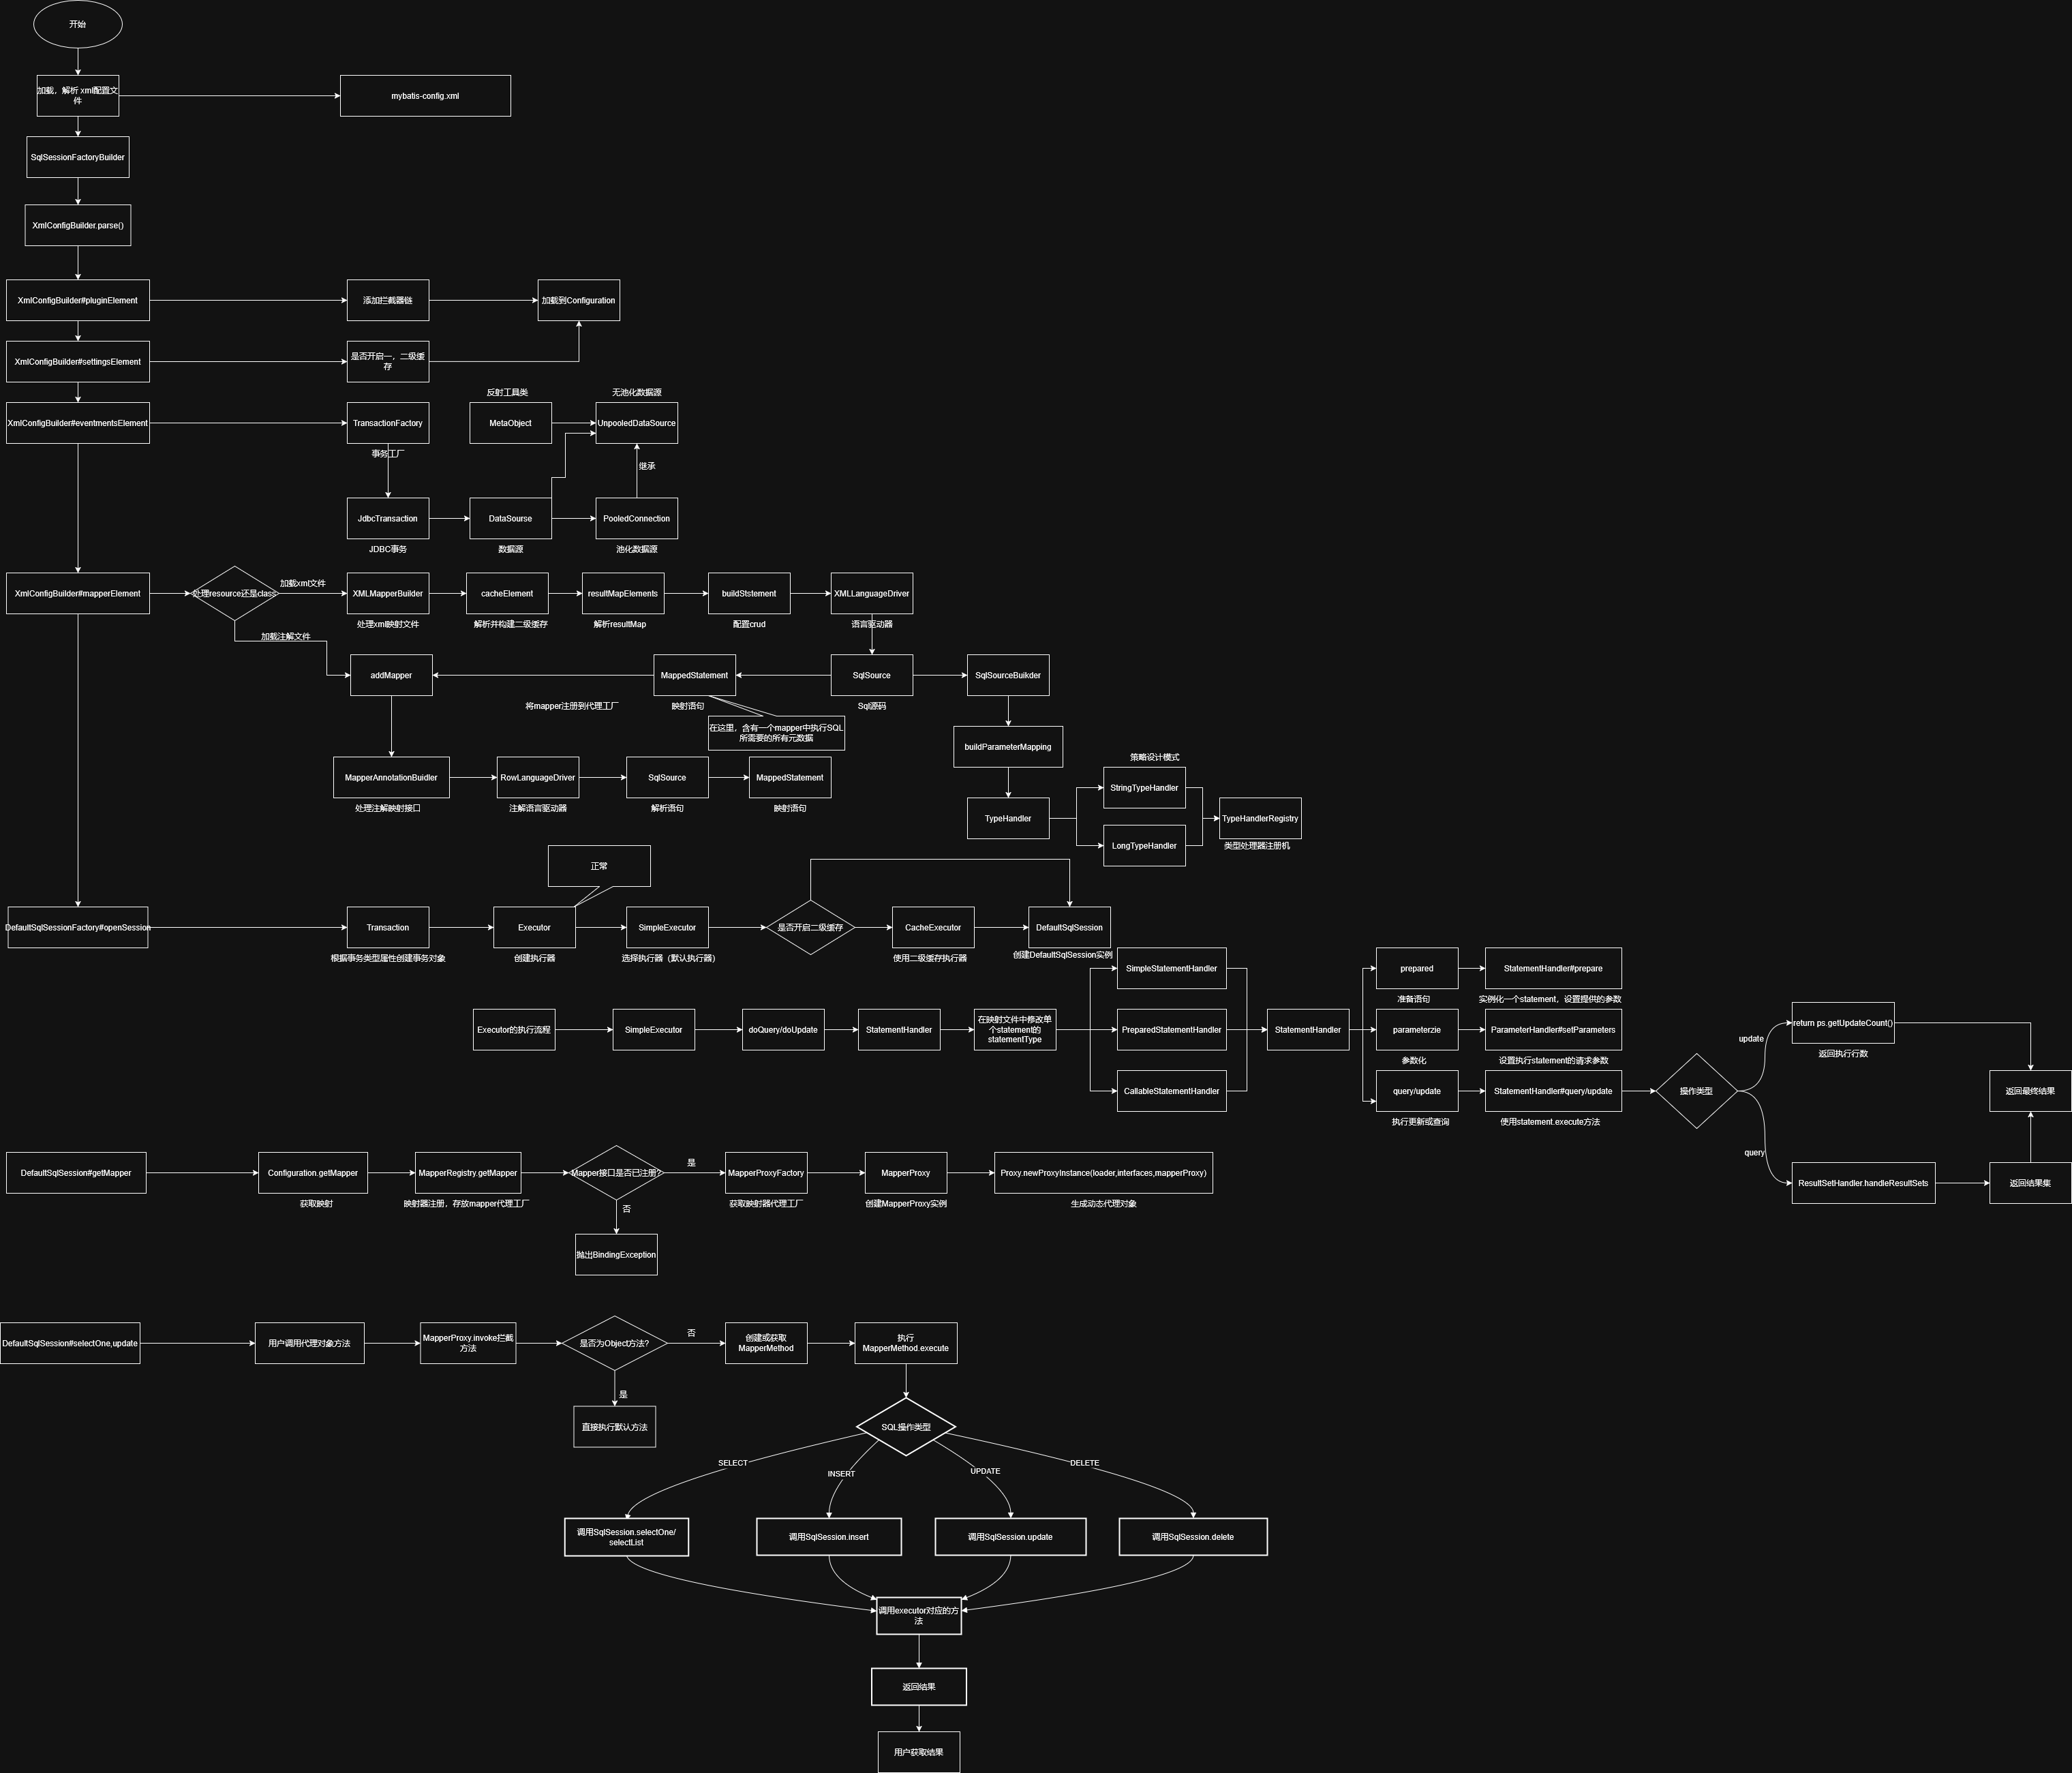 开始
加载，解析 xml配置文
件
mybatis-config.xml
SqlSessionFactoryBuilder
XmlConfigBuilder.parse()
XmlConfigBuilder#pluginElement
添加拦截器链
加载到Configuration
XmlConfigBuilder#settingsElement
是否开启一，二级缓
存
反射工具类
无池化数据源
XmlConfigBuilder#eventmentsElement
TransactionFactory
MetaObject
UnpooledDataSource
事务工厂
继承
JdbcTransaction
DataSourse
PooledConnection
JDBC事务
数据源
池化数据源
XmlConfigBuilder#mapperElement
处理resource还是class
加载xml文件
XMLMapperBuilder
cacheElement
resultMapElements
buildStstement
XMLLanguageDriver
处理xml映射文件
解析并构建二级缓存
解析resultMap
配置crud
语言驱动器
加载注解文件
addMapper
MappedStatement
SqlSource
SqlSourceBuikder
将mapper注册到代理工厂
映射语句
Sql源码
在这里，含有一个mapper中执行SQL
所需要的所有元数据
buildParameterMapping
策略设计模式
MapperAnnotationBuidler
RowLanguageDriver
SqlSource
MappedStatement
StringTypeHandler
处理注解映射接口
注解语言驱动器
解析语句
映射语句
TypeHandler
TypeHandlerRegistry
LongTypeHandler
类型处理器注册机
正常
DefaultSqlSessionFactory#openSession
Transaction
Executor
SimpleExecutor
是否开启二级缓存
CacheExecutor
DefaultSqlSession
根据事务类型属性创建事务对象
创建执行器
选择执行器（默认执行器）
使用二级缓存执行器
创建DefaultSqlSession实例
SimpleStatementHandler
prepared
StatementHandler#prepare
准备语句
实例化一个statement，设置提供的参数
Executor的执行流程
SimpleExecutor
doQuery/doUpdate
StatementHandler
在映射文件中修改单
个statement的
statementType
PreparedStatementHandler
StatementHandler
parameterzie
ParameterHandler#setParameters
return ps.getUpdateCount()
update
参数化
设置执行statement的请求参数
返回执行行数
CallableStatementHandler
query/update
StatementHandler#query/update
操作类型
返回最终结果
执行更新或查询
使用statement.execute方法
query
DefaultSqlSession#getMapper
Configuration.getMapper
MapperRegistry.getMapper
Mapper接口是否已注册?
是
MapperProxyFactory
MapperProxy
Proxy.newProxyInstance(loader,interfaces,mapperProxy)
ResultSetHandler.handleResultSets
返回结果集
获取映射
映射器注册，存放mapper代理工厂
否
获取映射器代理工厂
创建MapperProxy实例
生成动态代理对象
抛出BindingException
DefaultSqlSession#selectOne,update
用户调用代理对象方法
MapperProxy.invoke拦截
方法
是否为Object方法?
否
创建或获取
MapperMethod
执行
MapperMethod.execute
是
直接执行默认方法
SQL操作类型
SELECT
INSERT
UPDATE
DELETE
调用SqlSession.selectOne/
selectList
调用SqlSession.insert
调用SqlSession.update
调用SqlSession.delete
调用executor对应的方
法
返回结果
用户获取结果